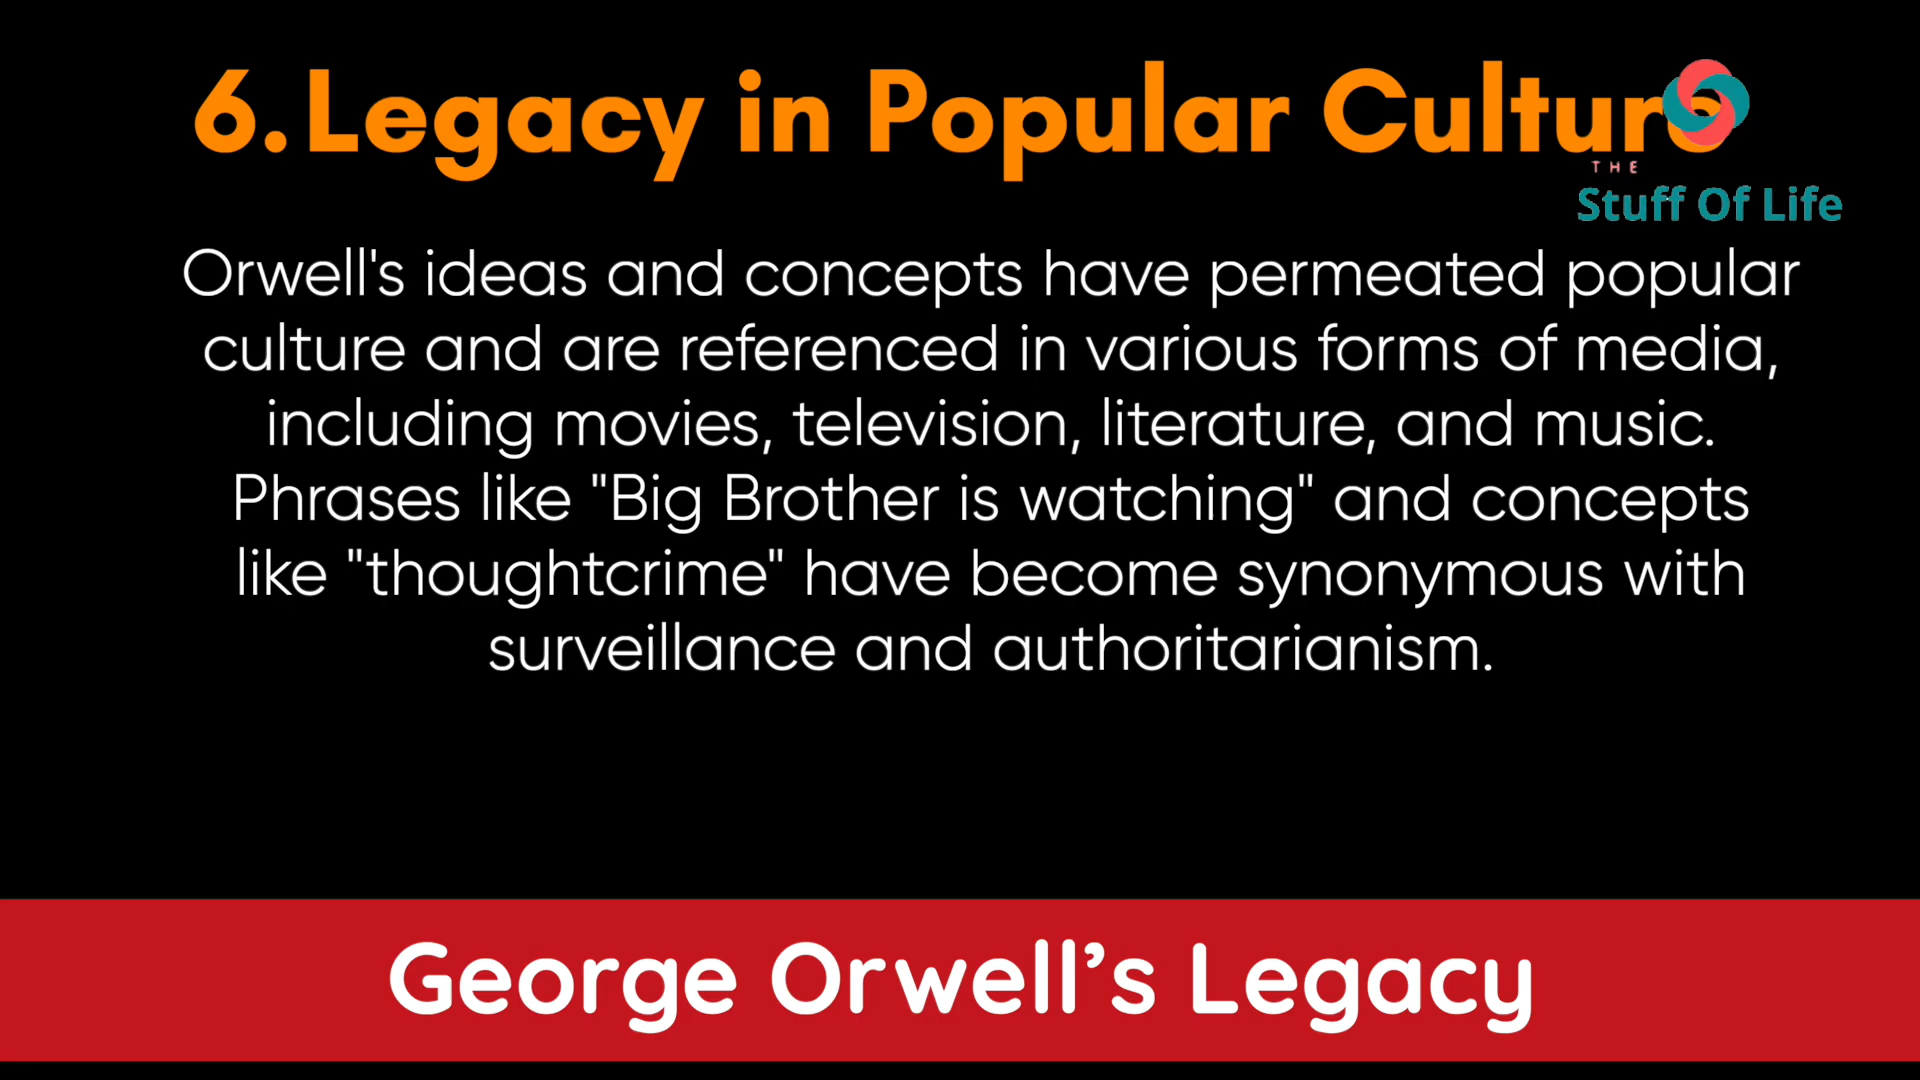 6. Legacy in Popular Culture
THE
Stuff Of Life
Orwell's ideas and concepts have permeated popular
culture and are referenced in various forms of media,
including movies, television, literature, and music.
Phrases like "Big Brother is watching" and concepts
like "thoughtcrime" have become synonymous with
surveillance and authoritarianism.
George Orwell’s Legacy